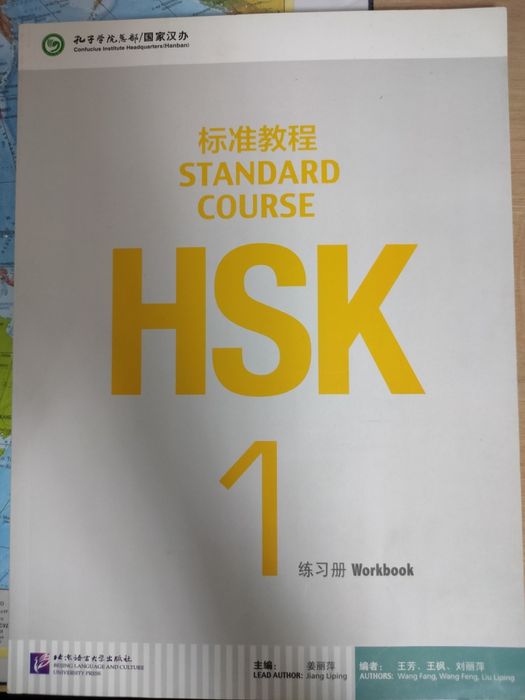 孔子学院总部/国家汉办
Confucius Institute Headquarters(Hanban)
标准教程
STANDARD
COURSE
HSK
1
练习册 Workbook
北京语言大学出版社
BEIJING LANGUAGE AND CULTURE
UNIVERSITY PRESS
主编： 姜丽萍
LEAD AUTHOR: Jiang Liping
编者： 王芳、王枫、刘丽萍
AUTHORS: Wang Fang, Wang Feng, Liu Liping